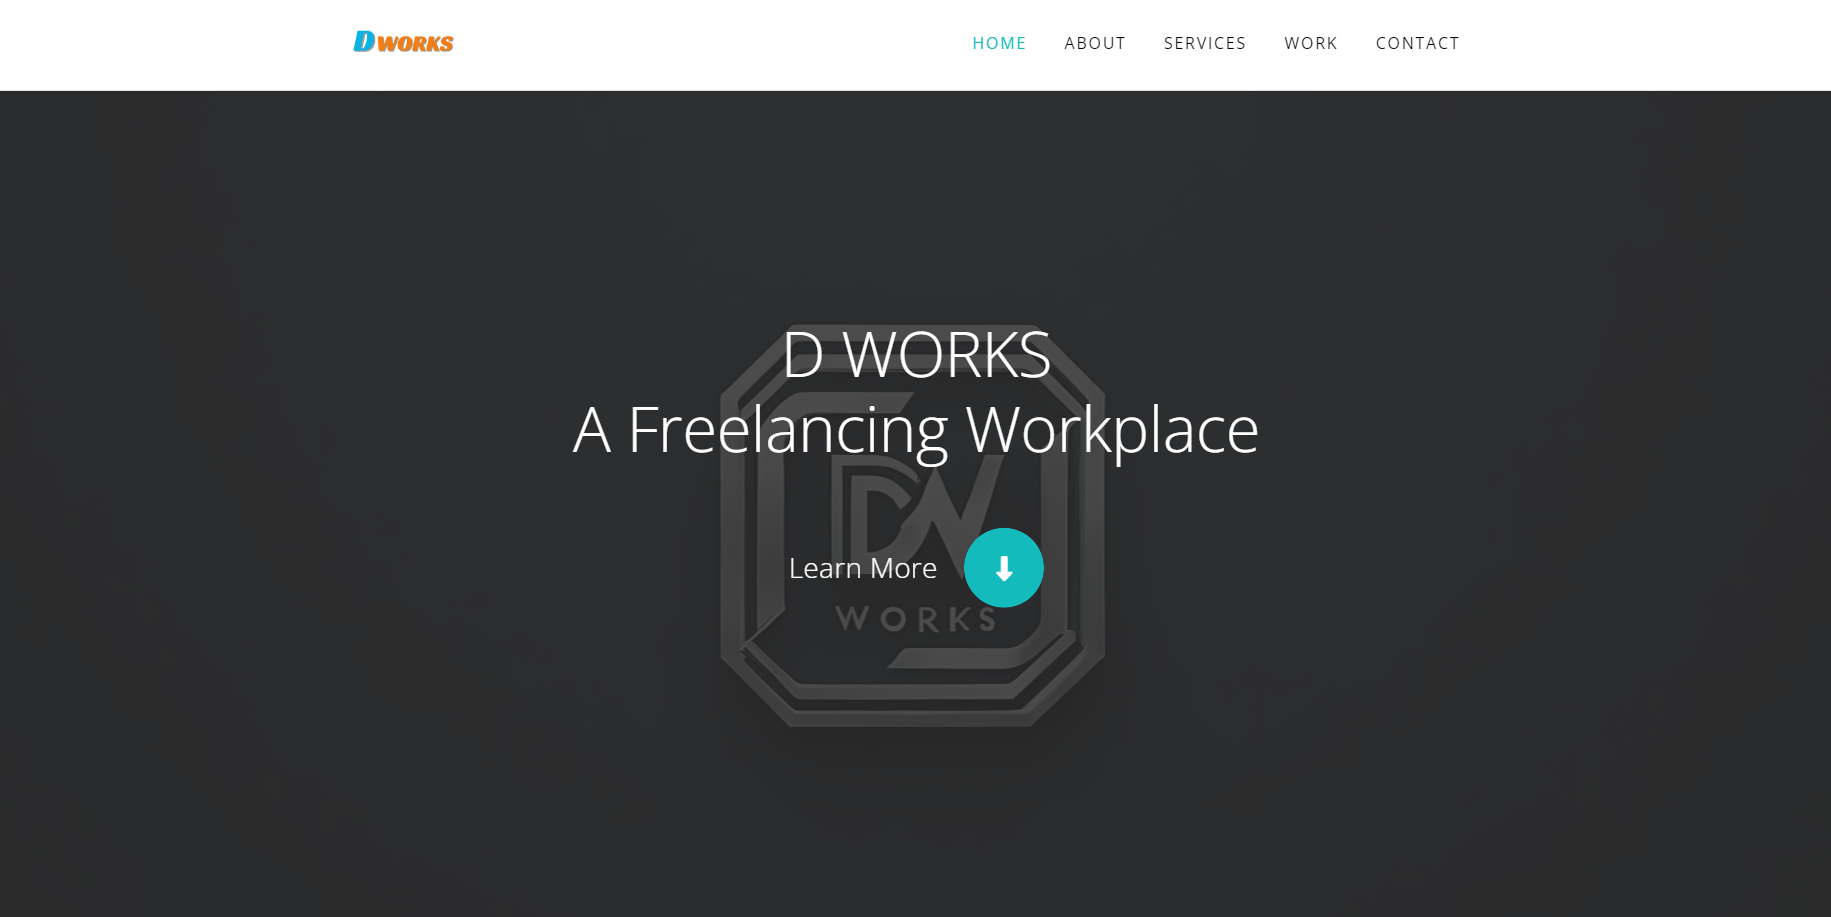 DWORKS
HOME
ABOUT
SERVICES
WORK
CONTACT
D WORKS
A Freelancing Workplace
DW
Learn More
WORKS